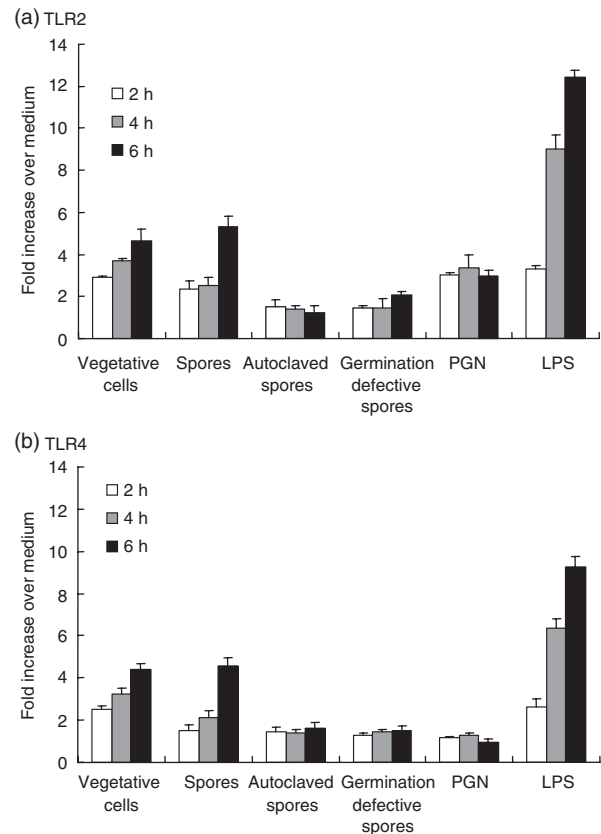 (a) TLR2
14
12
10
8
6
4
2
0
Fold increase over medium
2 h
4 h
6 h
Vegetative cells
Spores
Autoclaved spores
Germination defective spores
PGN
LPS
(b) TLR4
14
12
10
8
6
4
2
0
Fold increase over medium
2 h
4 h
6 h
Vegetative cells
Spores
Autoclaved spores
Germination defective spores
PGN
LPS